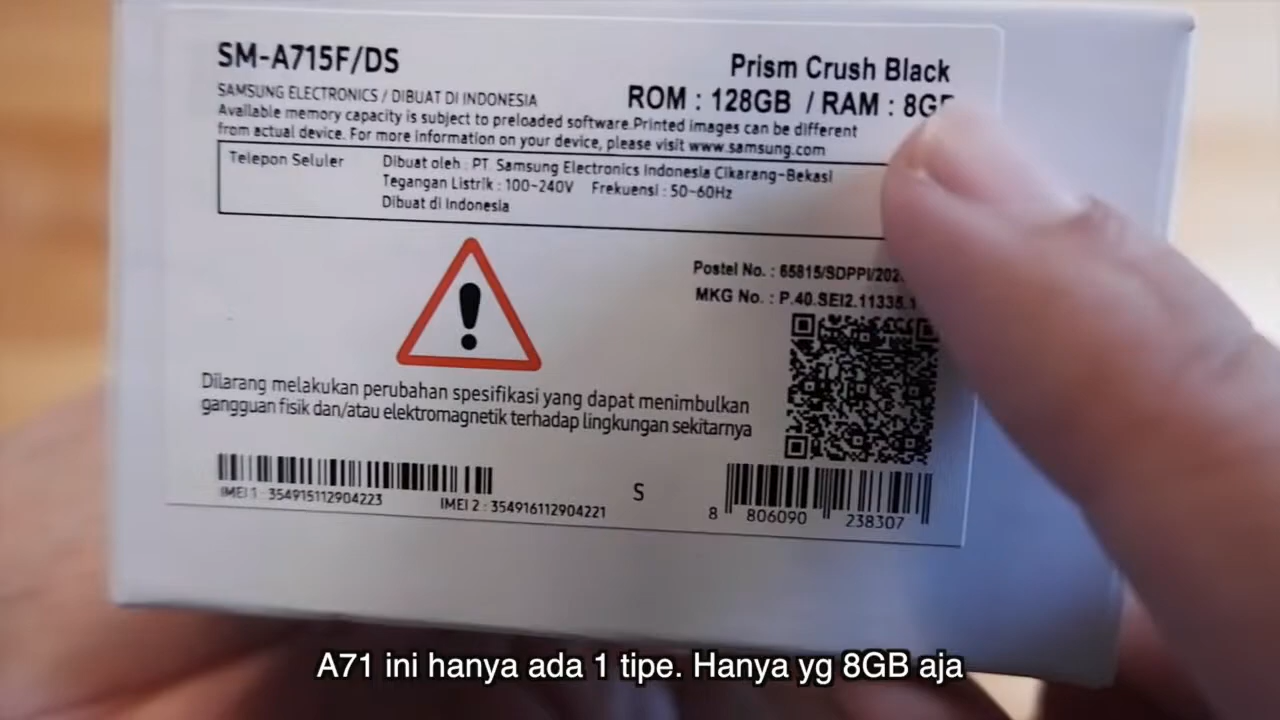 SM-A715F/DS
Prism Crush Black
SAMSUNG ELECTRONICS / DIBUAT DI INDONESIA
ROM : 128GB / RAM : 8GB
Available memory capacity is subject to preloaded software.Printed images can be different
from actual device. For more information on your device, please visit www.samsung.com
Telepon Seluler
Dibuat oleh : PT. Samsung Electronics Indonesia Cikarang-Bekasi
Tegangan Listrik : 100~240V Frekuensi : 50~60Hz
Dibuat di Indonesia
Postel No. : 65815/SDPPI/202
MKG No. : P.40.SEI2.11335.1
Dilarang melakukan perubahan spesifikasi yang dapat menimbulkan
gangguan fisik dan/atau elektromagnetik terhadap lingkungan sekitarnya
IMEI 1 : 354915112904223
IMEI 2 : 354916112904221
S
8 806090 238307
A71 ini hanya ada 1 tipe. Hanya yg 8GB aja